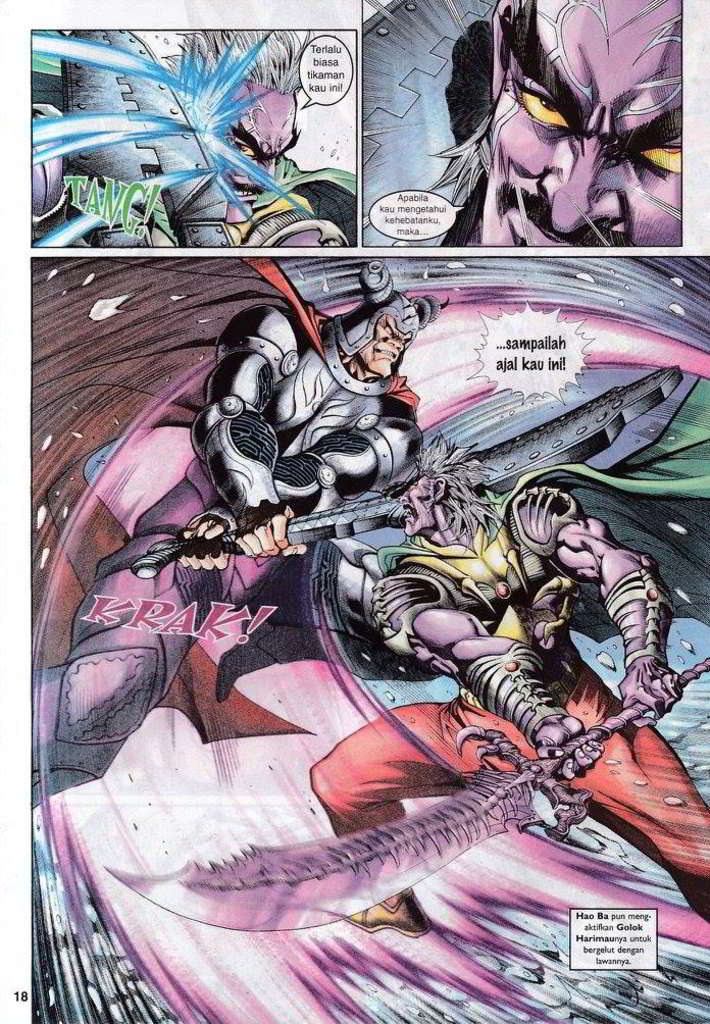 Terlalu
biasa
tikaman
kau ini!
TANG!
Apabila
kau mengetahui
kehebatanku,
maka...
...sampailah
ajal kau ini!
KRAK!
Hao Ba pun meng-
aktifkan Golok
Harimaunya untuk
bergelut dengan
lawannya.
18